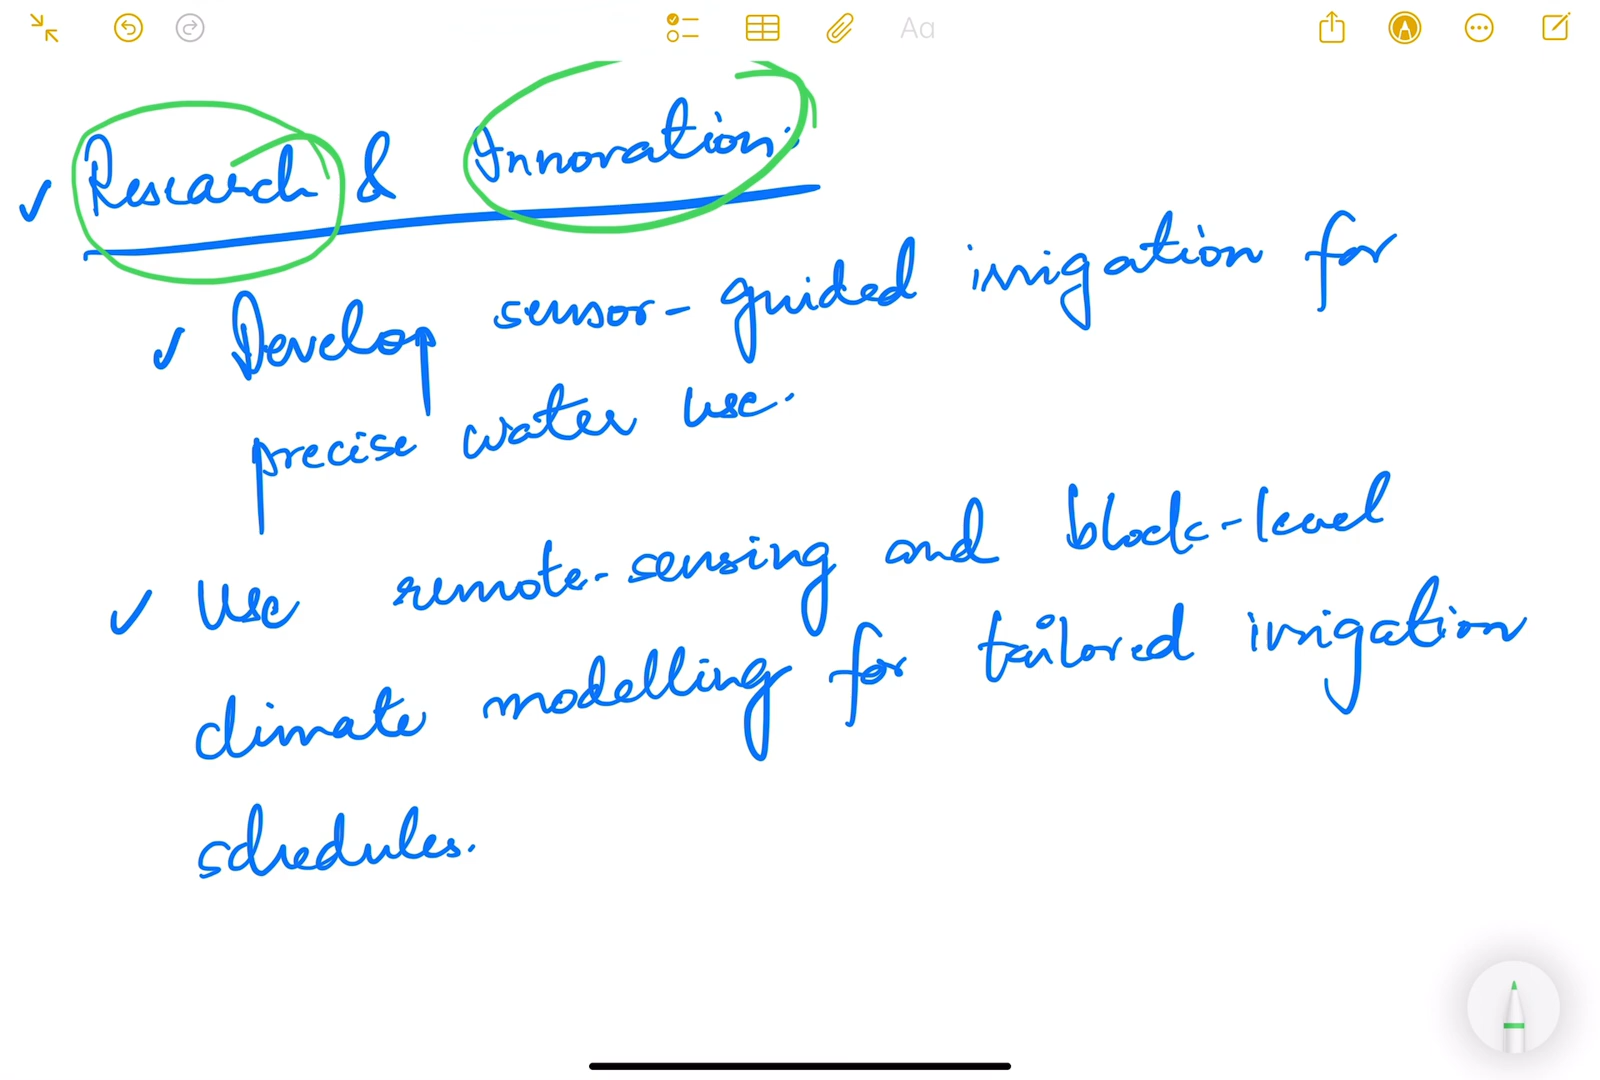 Aa
✓ Research & Innovation:
✓ Develop sensor-guided irrigation for
precise water use.
✓ Use remote-sensing and block-level
climate modelling for tailored irrigation
schedules.